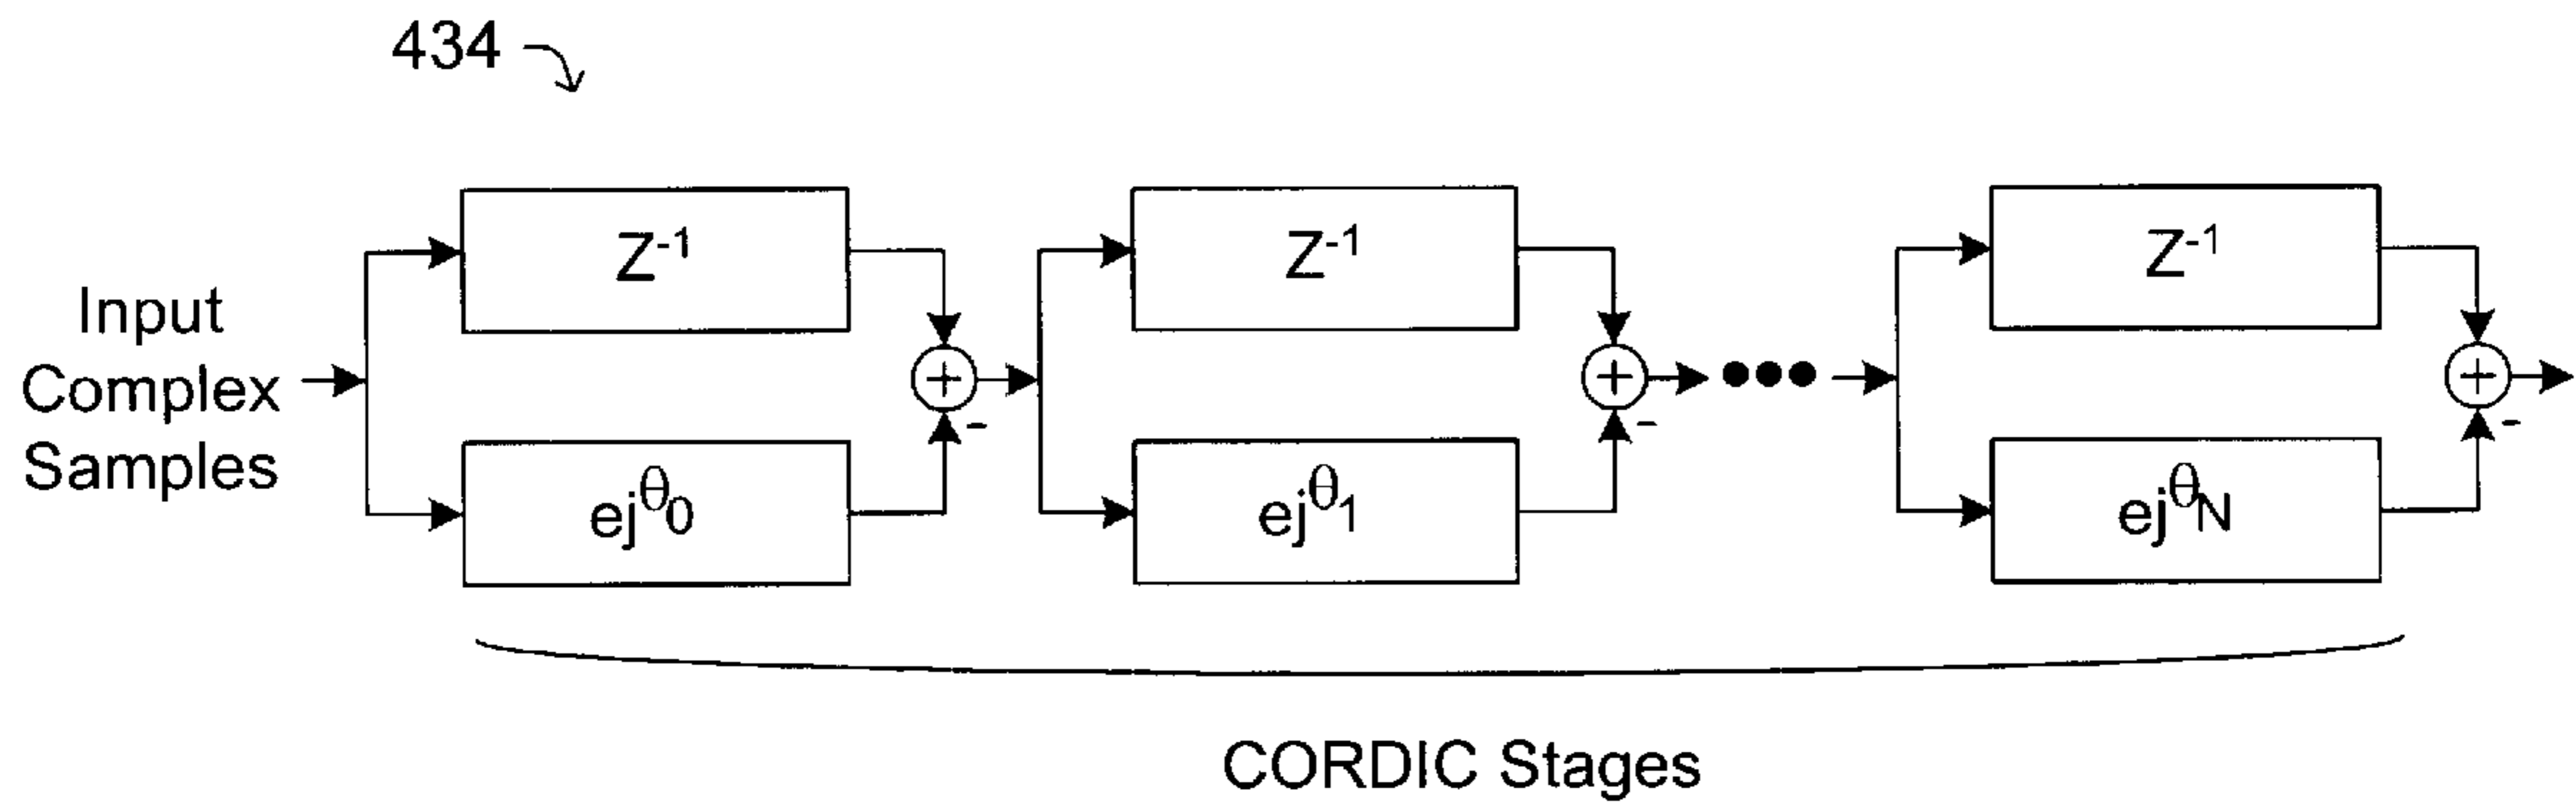 434
Input
Complex
Samples
Z⁻¹
ejθ0
+
-
Z⁻¹
ejθ1
+
-
•••
Z⁻¹
ejθN
+
-
CORDIC Stages